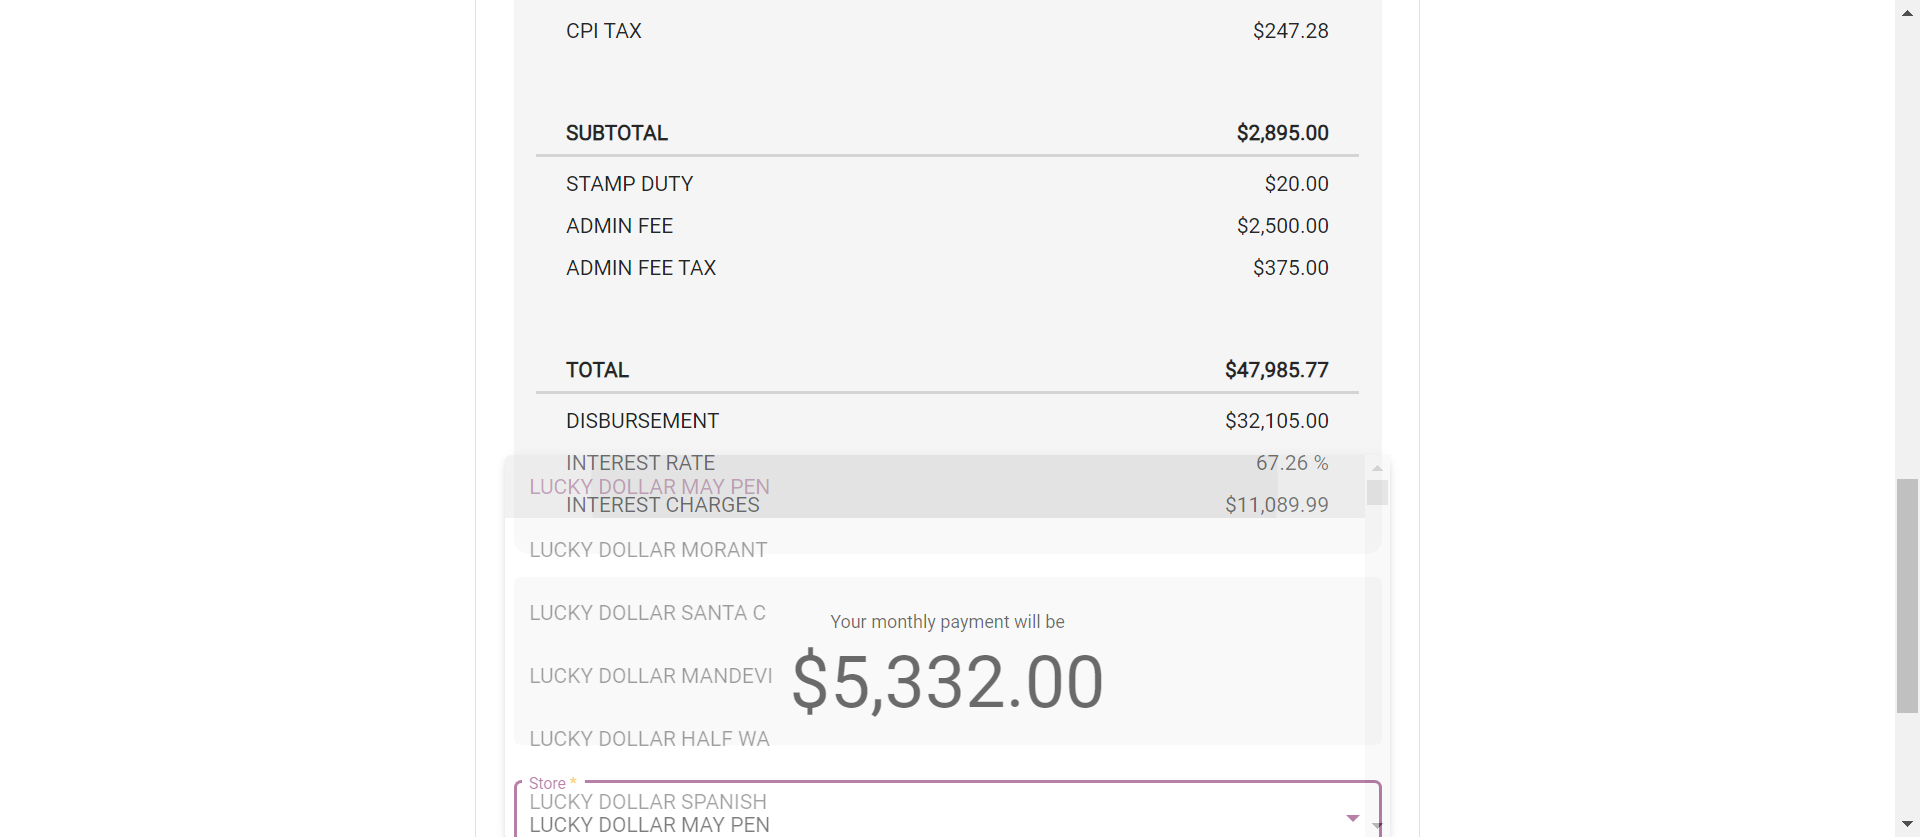 CPI TAX $247.28
SUBTOTAL $2,895.00
STAMP DUTY $20.00
ADMIN FEE $2,500.00
ADMIN FEE TAX $375.00
TOTAL $47,985.77
DISBURSEMENT $32,105.00
INTEREST RATE 67.26 %
LUCKY DOLLAR MAY PEN
INTEREST CHARGES $11,089.99
LUCKY DOLLAR MORANT
LUCKY DOLLAR SANTA C
Your monthly payment will be
LUCKY DOLLAR MANDEVI
$5,332.00
LUCKY DOLLAR HALF WA
Store *
LUCKY DOLLAR SPANISH
LUCKY DOLLAR MAY PEN